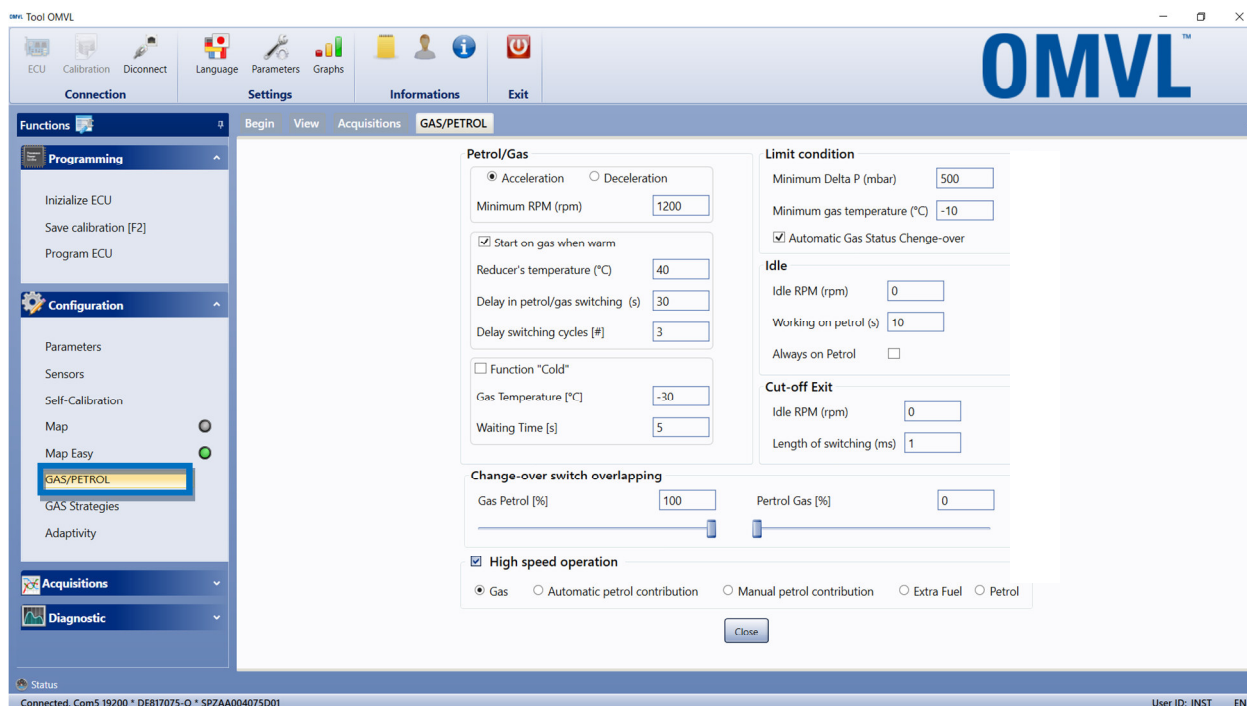 OMVL Tool OMVL
ECU Calibration Diconnect
Connection
Language Parameters Graphs
Settings
Informations
Exit
OMVL™
Functions
Begin View Acquisitions GAS/PETROL
Programming
Inizialize ECU
Save calibration [F2]
Program ECU
Configuration
Parameters
Sensors
Self-Calibration
Map
Map Easy
GAS/PETROL
GAS Strategies
Adaptivity
Acquisitions
Diagnostic
Petrol/Gas
Acceleration Deceleration
Minimum RPM (rpm) 1200
Start on gas when warm
Reducer's temperature (°C) 40
Delay in petrol/gas switching (s) 30
Delay switching cycles [#] 3
Function "Cold"
Gas Temperature [°C] -30
Waiting Time [s] 5
Limit condition
Minimum Delta P (mbar) 500
Minimum gas temperature (°C) -10
Automatic Gas Status Chenge-over
Idle
Idle RPM (rpm) 0
Working on petrol (s) 10
Always on Petrol
Cut-off Exit
Idle RPM (rpm) 0
Length of switching (ms) 1
Change-over switch overlapping
Gas Petrol [%] 100 Pertrol Gas [%] 0
High speed operation
Gas Automatic petrol contribution Manual petrol contribution Extra Fuel Petrol
Close
Status
Connected. Com5 19200 * DE817075-Q * SPZAA004075D01 User ID: INST EN